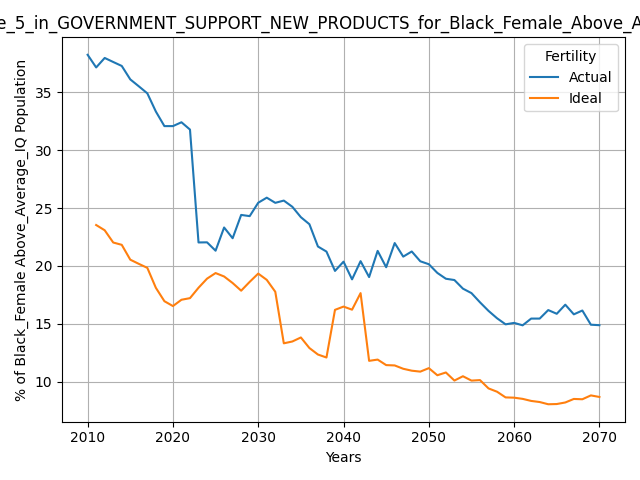 e_5_in_GOVERNMENT_SUPPORT_NEW_PRODUCTS_for_Black_Female_Above_A
Fertility
Actual
Ideal
% of Black_Female Above_Average_IQ Population
35
30
25
20
15
10
2010 2020 2030 2040 2050 2060 2070
Years